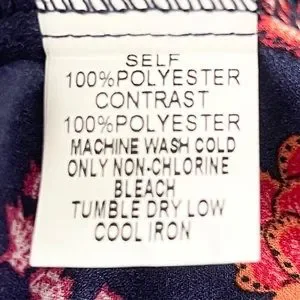 SELF
100%POLYESTER
CONTRAST
100%POLYESTER
MACHINE WASH COLD
ONLY NON-CHLORINE
BLEACH
TUMBLE DRY LOW
COOL IRON